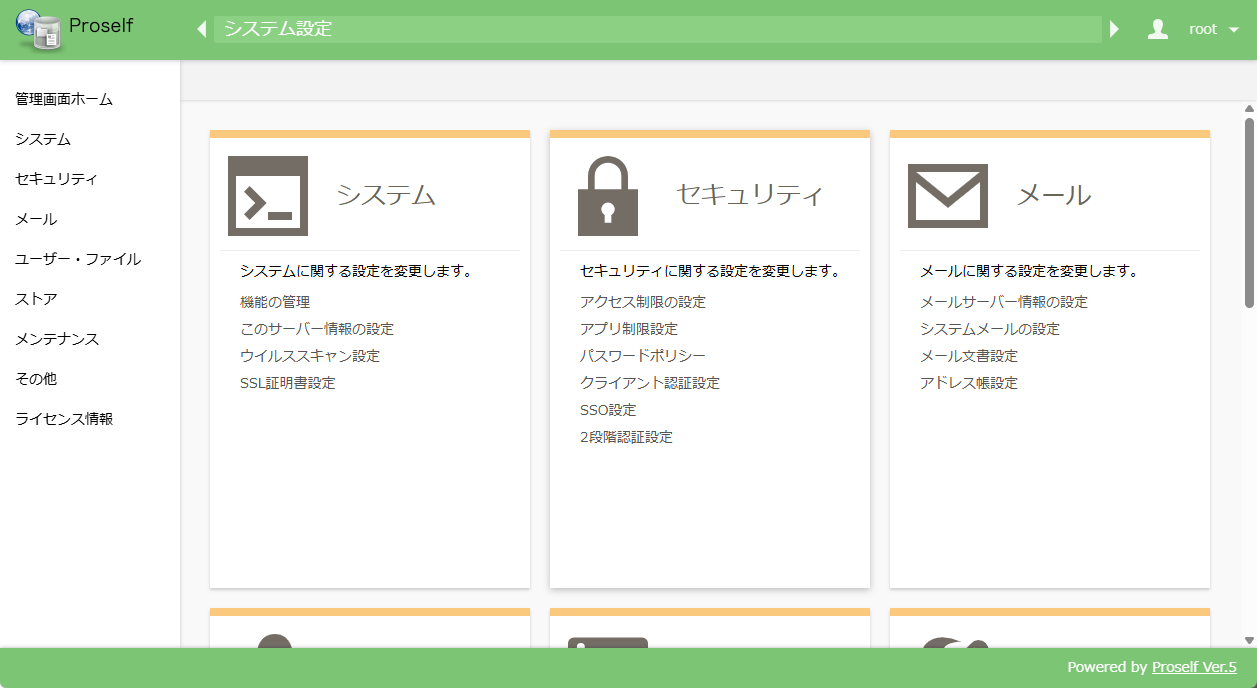 Proself
システム設定
root
管理画面ホーム
システム
セキュリティ
メール
ユーザー・ファイル
ストア
メンテナンス
その他
ライセンス情報
システム
システムに関する設定を変更します。
機能の管理
このサーバー情報の設定
ウイルススキャン設定
SSL証明書設定
セキュリティ
セキュリティに関する設定を変更します。
アクセス制限の設定
アプリ制限設定
パスワードポリシー
クライアント認証設定
SSO設定
2段階認証設定
メール
メールに関する設定を変更します。
メールサーバー情報の設定
システムメールの設定
メール文書設定
アドレス帳設定
Powered by Proself Ver.5